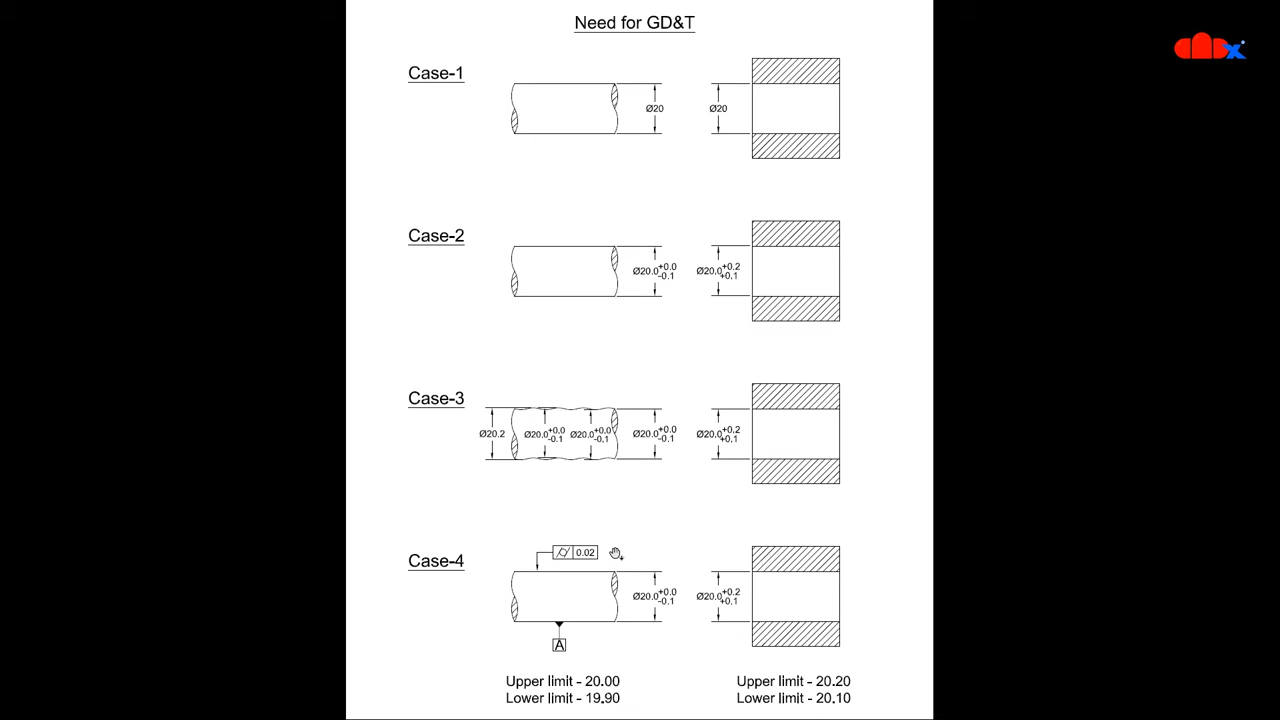 Need for GD&T
Case-1
Ø20
Ø20
Case-2
Ø20.0+0.0
-0.1
Ø20.0+0.2
+0.1
Case-3
Ø20.2
Ø20.0+0.0
-0.1
Ø20.0+0.0
-0.1
Ø20.0+0.0
-0.1
Ø20.0+0.2
+0.1
Case-4
⌭ 0.02
Ø20.0+0.0
-0.1
Ø20.0+0.2
+0.1
A
Upper limit - 20.00
Lower limit - 19.90
Upper limit - 20.20
Lower limit - 20.10